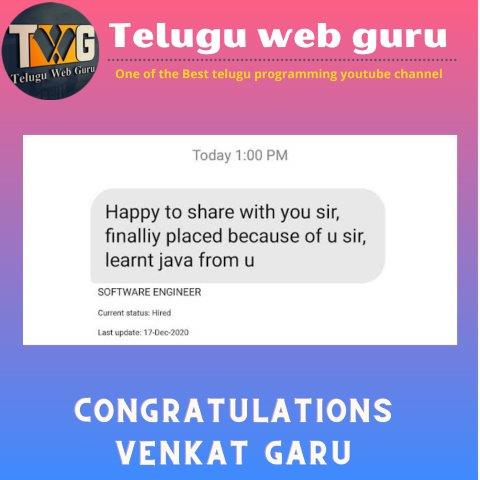 TWG
Telugu Web Guru
Telugu web guru
One of the Best telugu programming youtube channel
Today 1:00 PM
Happy to share with you sir,
finalliy placed because of u sir,
learnt java from u
SOFTWARE ENGINEER
Current status: Hired
Last update: 17-Dec-2020
CONGRATULATIONS
VENKAT GARU